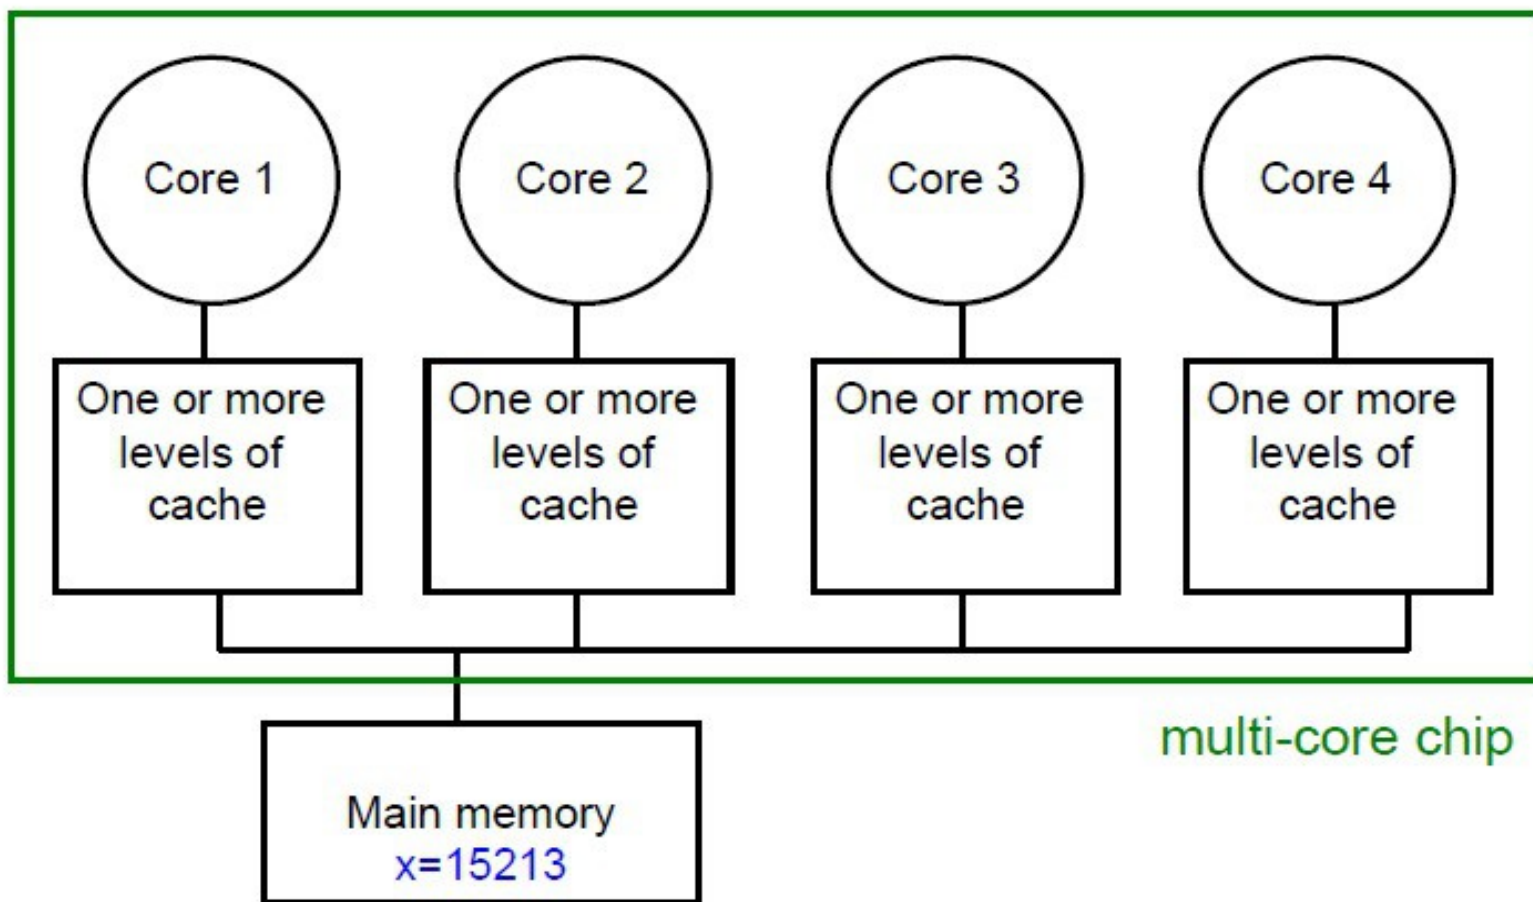 Core 1
Core 2
Core 3
Core 4
One or more
levels of
cache
One or more
levels of
cache
One or more
levels of
cache
One or more
levels of
cache
multi-core chip
Main memory
x=15213